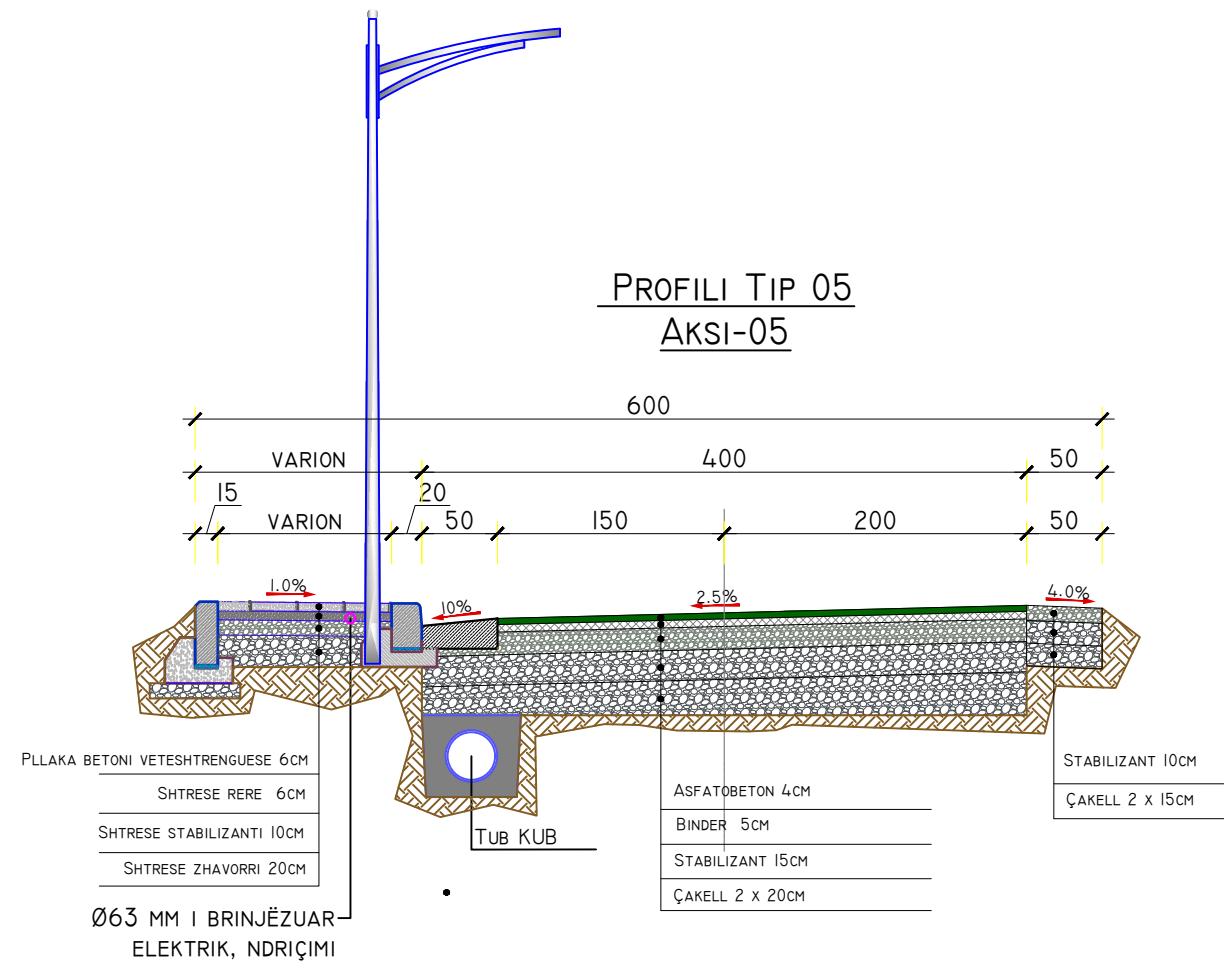 PROFILI TIP 05
AKSI-05
600
VARION
400
50
15
VARION
20
50
150
200
50
1.0%
10%
2.5%
4.0%
PLLAKA BETONI VETESHTRENGUESE 6CM
SHTRESE RERE 6CM
SHTRESE STABILIZANTI 10CM
SHTRESE ZHAVORRI 20CM
Ø63 MM I BRINJËZUAR
ELEKTRIK, NDRIÇIMI
TUB KUB
ASFATOBETON 4CM
BINDER 5CM
STABILIZANT 15CM
ÇAKELL 2 X 20CM
STABILIZANT 10CM
ÇAKELL 2 X 15CM